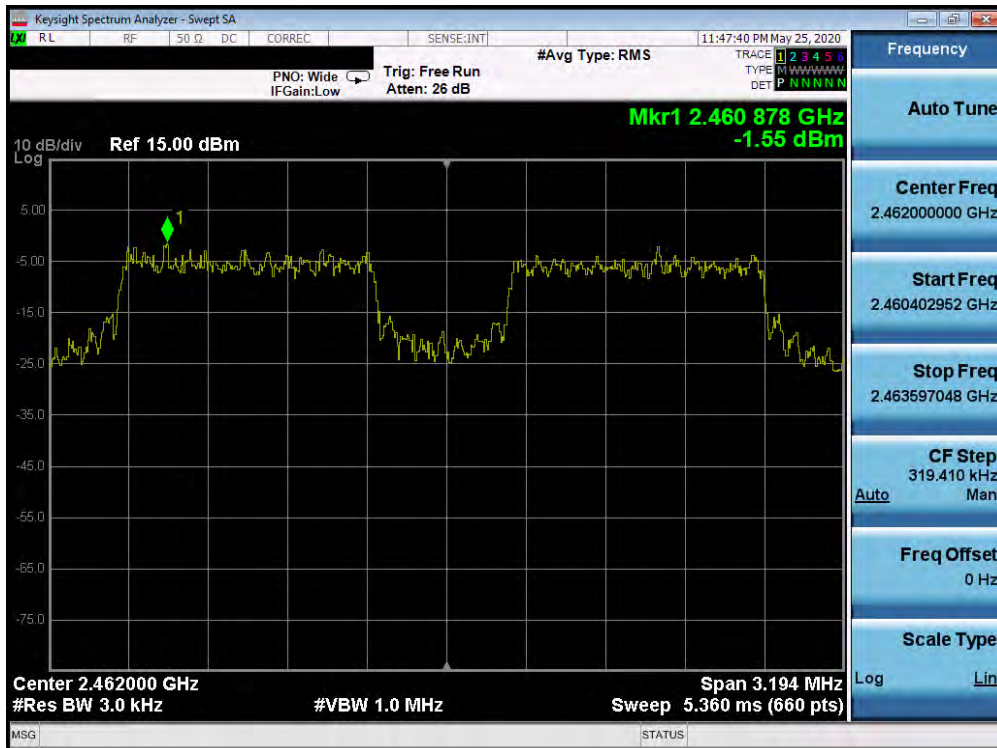 Keysight Spectrum Analyzer - Swept SA
LXI RL RF 50 Ω DC CORREC SENSE:INT 11:47:40 PM May 25, 2020
#Avg Type: RMS TRACE 1 2 3 4 5 6
PNO: Wide Trig: Free Run TYPE M WWWWW
IFGain:Low Atten: 26 dB DET P N N N N N
Mkr1 2.460 878 GHz
-1.55 dBm
10 dB/div Ref 15.00 dBm
Log
1
5.00
-5.00
-15.0
-25.0
-35.0
-45.0
-55.0
-65.0
-75.0
Center 2.462000 GHz Span 3.194 MHz
#Res BW 3.0 kHz #VBW 1.0 MHz Sweep 5.360 ms (660 pts)
MSG STATUS
Frequency
Auto Tune
Center Freq
2.462000000 GHz
Start Freq
2.460402952 GHz
Stop Freq
2.463597048 GHz
CF Step
319.410 kHz
Auto Man
Freq Offset
0 Hz
Scale Type
Log Lin